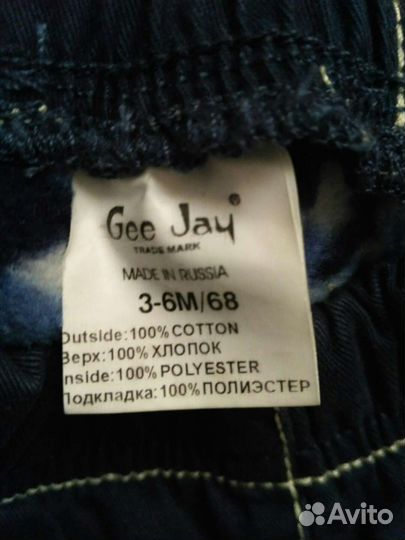 Gee Jay®
TRADE MARK
MADE IN RUSSIA
3-6M/68
Outside:100% COTTON
Верх:100% ХЛОПОК
Inside:100% POLYESTER
Подкладка:100% ПОЛИЭСТЕР
Avito